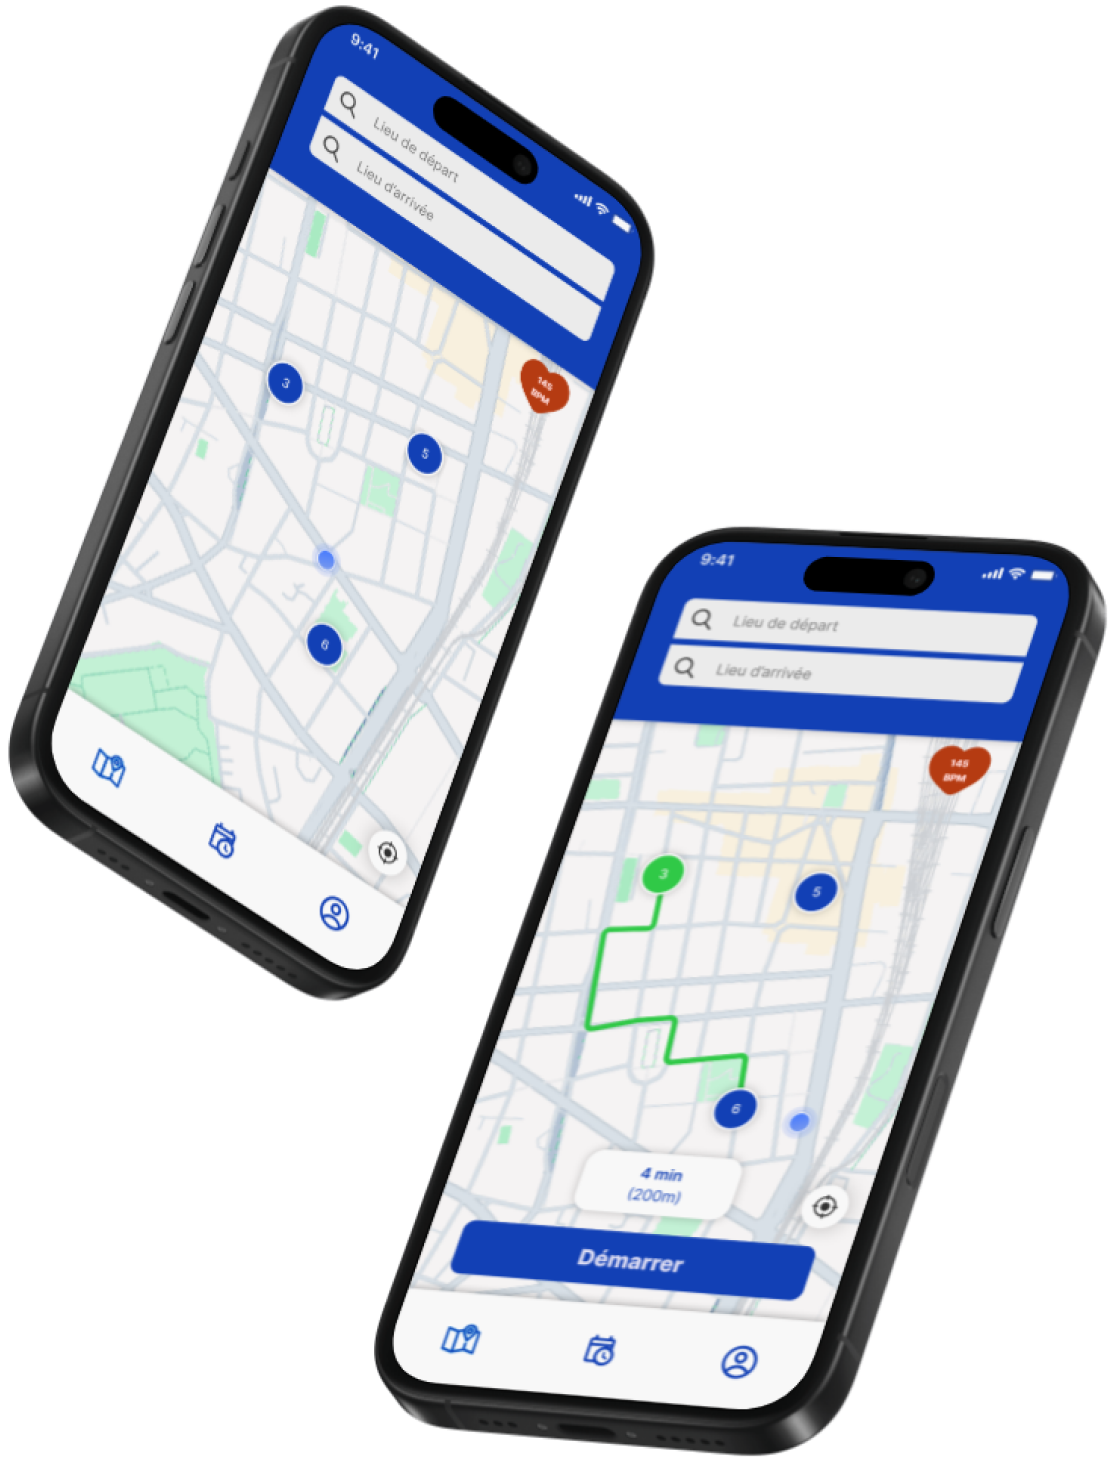 9:41
Lieu de départ
Lieu d'arrivée
145
BPM
3
5
6
9:41
Lieu de départ
Lieu d'arrivée
145
BPM
3
5
6
4 min
(200m)
Démarrer